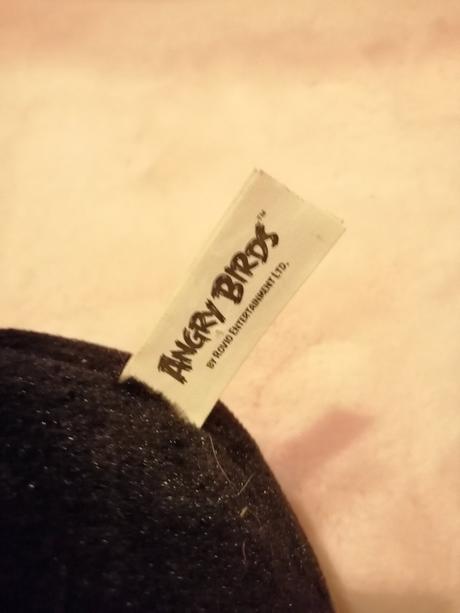 ANGRY BIRDS™
BY ROVIO ENTERTAINMENT LTD.